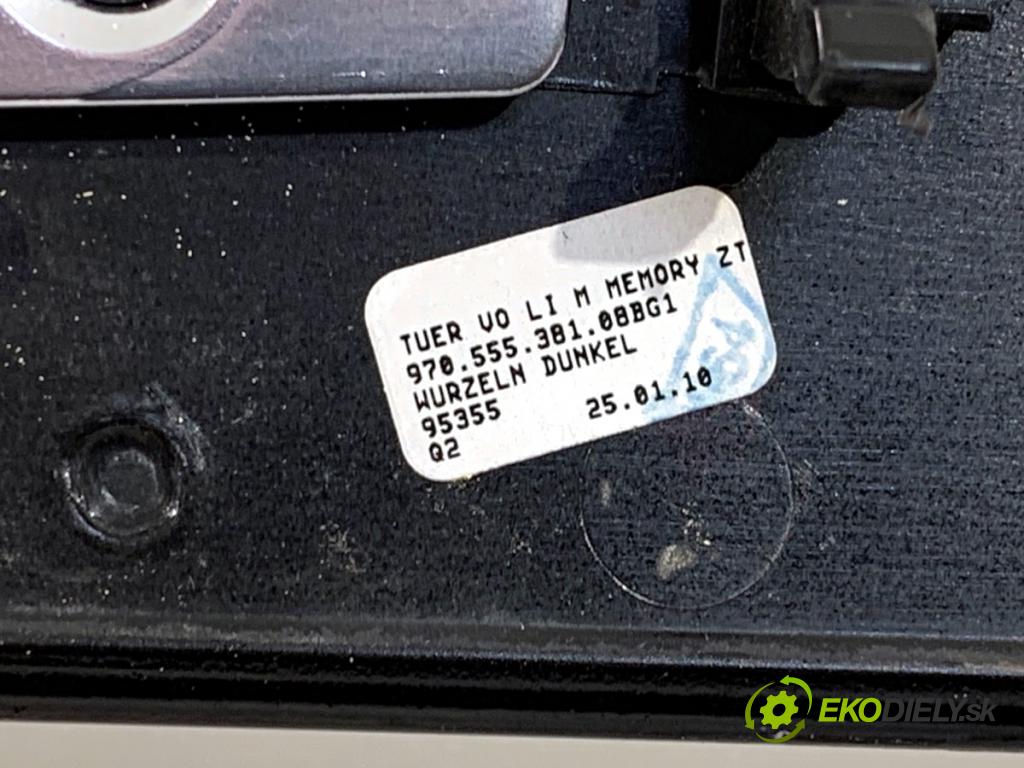 TUER VO LI M MEMORY ZT
970.555.381.08BG1
WURZELN DUNKEL
95355 25.01.10
Q2
EKODIELY.sk